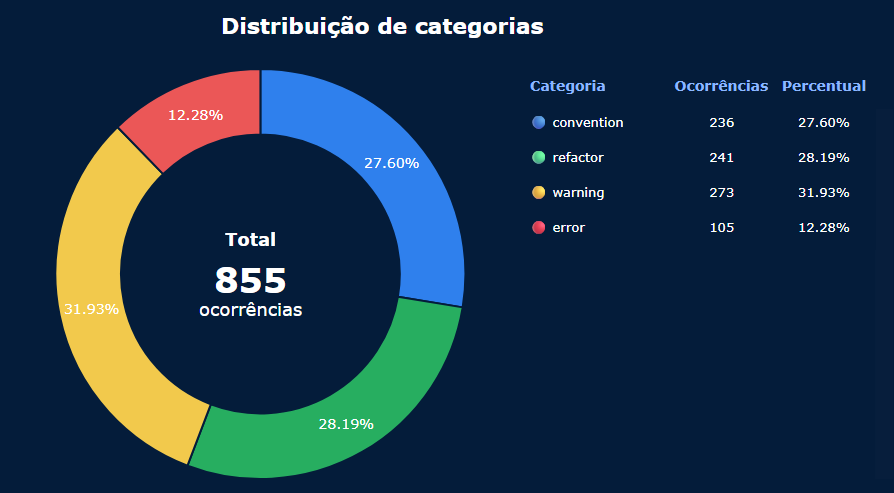 Distribuição de categorias
12.28%
27.60%
31.93%
28.19%
Total
855
ocorrências
Categoria Ocorrências Percentual
convention 236 27.60%
refactor 241 28.19%
warning 273 31.93%
error 105 12.28%